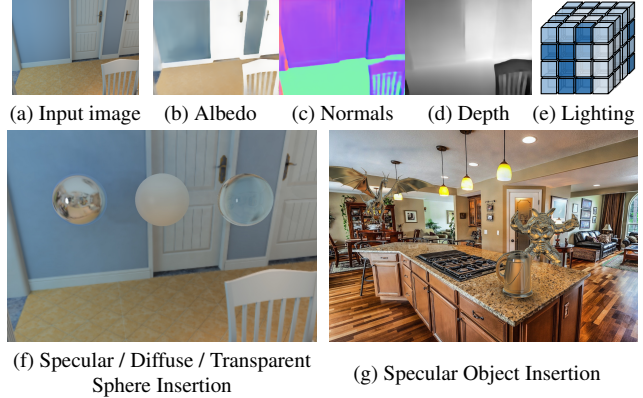 (a) Input image (b) Albedo (c) Normals (d) Depth (e) Lighting
(f) Specular / Diffuse / Transparent
Sphere Insertion
(g) Specular Object Insertion